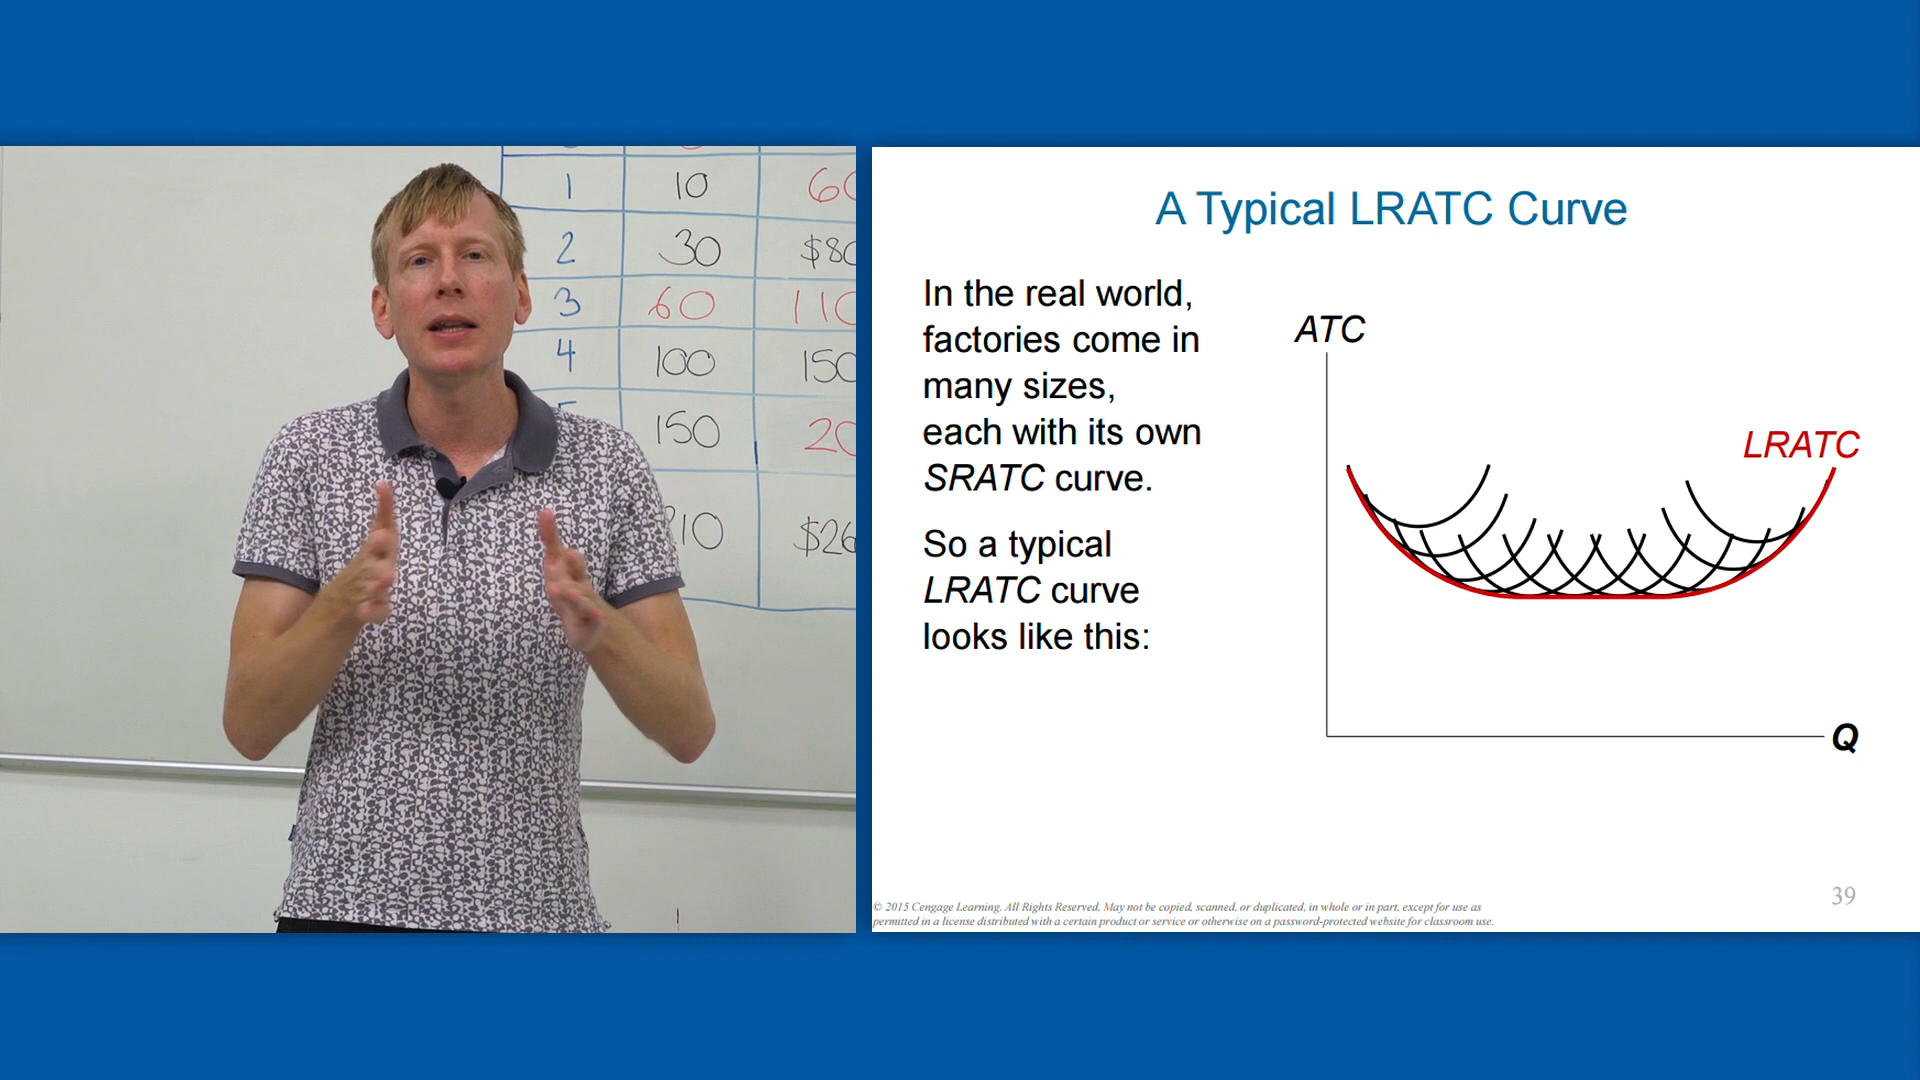 1 10 60
2 30 $80
3 60 110
4 100 150
5 150 20
210 $26
A Typical LRATC Curve
In the real world,
factories come in
many sizes,
each with its own
SRATC curve.
So a typical
LRATC curve
looks like this:
ATC
LRATC
Q
39
© 2015 Cengage Learning. All Rights Reserved. May not be copied, scanned, or duplicated, in whole or in part, except for use as
permitted in a license distributed with a certain product or service or otherwise on a password-protected website for classroom use.